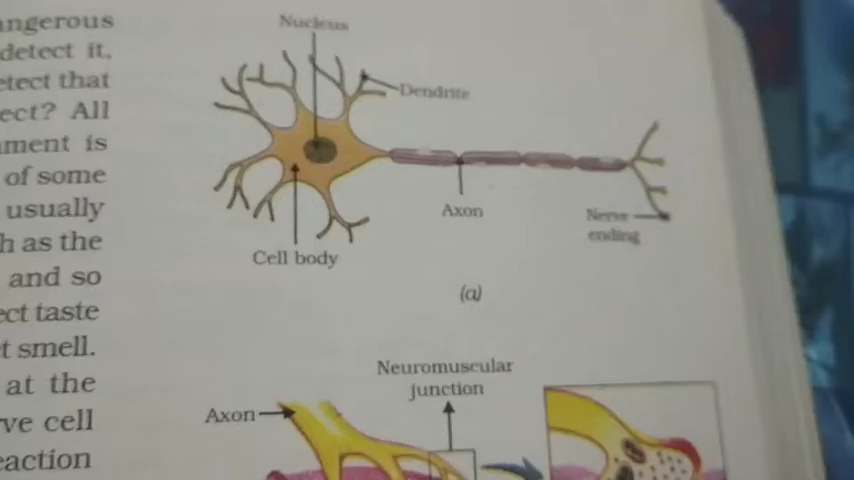 angerous
detect it,
etect that
ect? All
nment is
of some
usually
h as the
and so
ect taste
t smell.
at the
ve cell
eaction
Nucleus
Dendrite
Axon
Nerve
ending
Cell body
(a)
Neuromuscular
junction
Axon